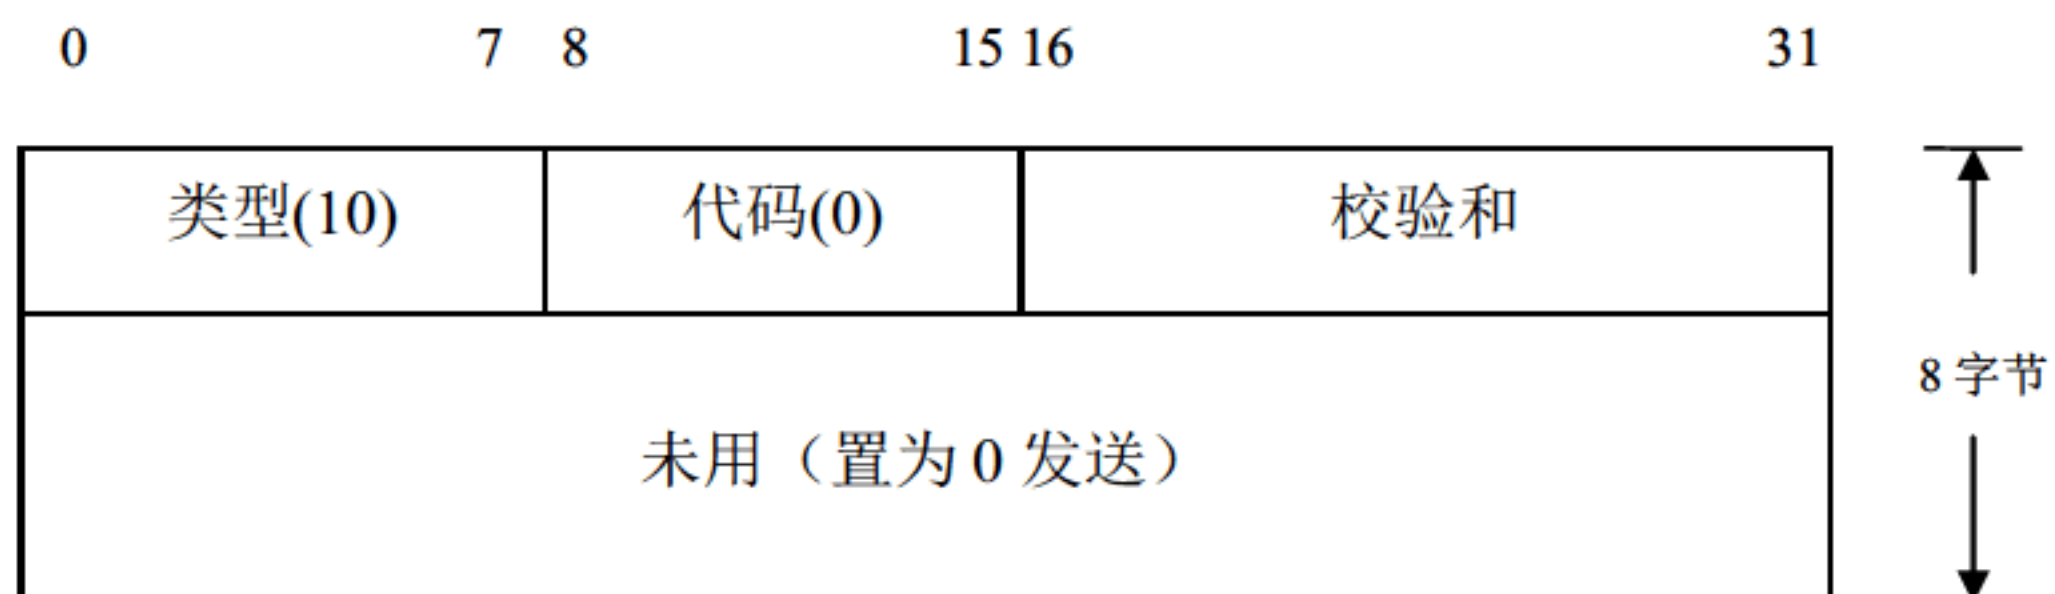 0 7 8 15 16 31
类型(10) 代码(0) 校验和
8 字节
未用（置为 0 发送）